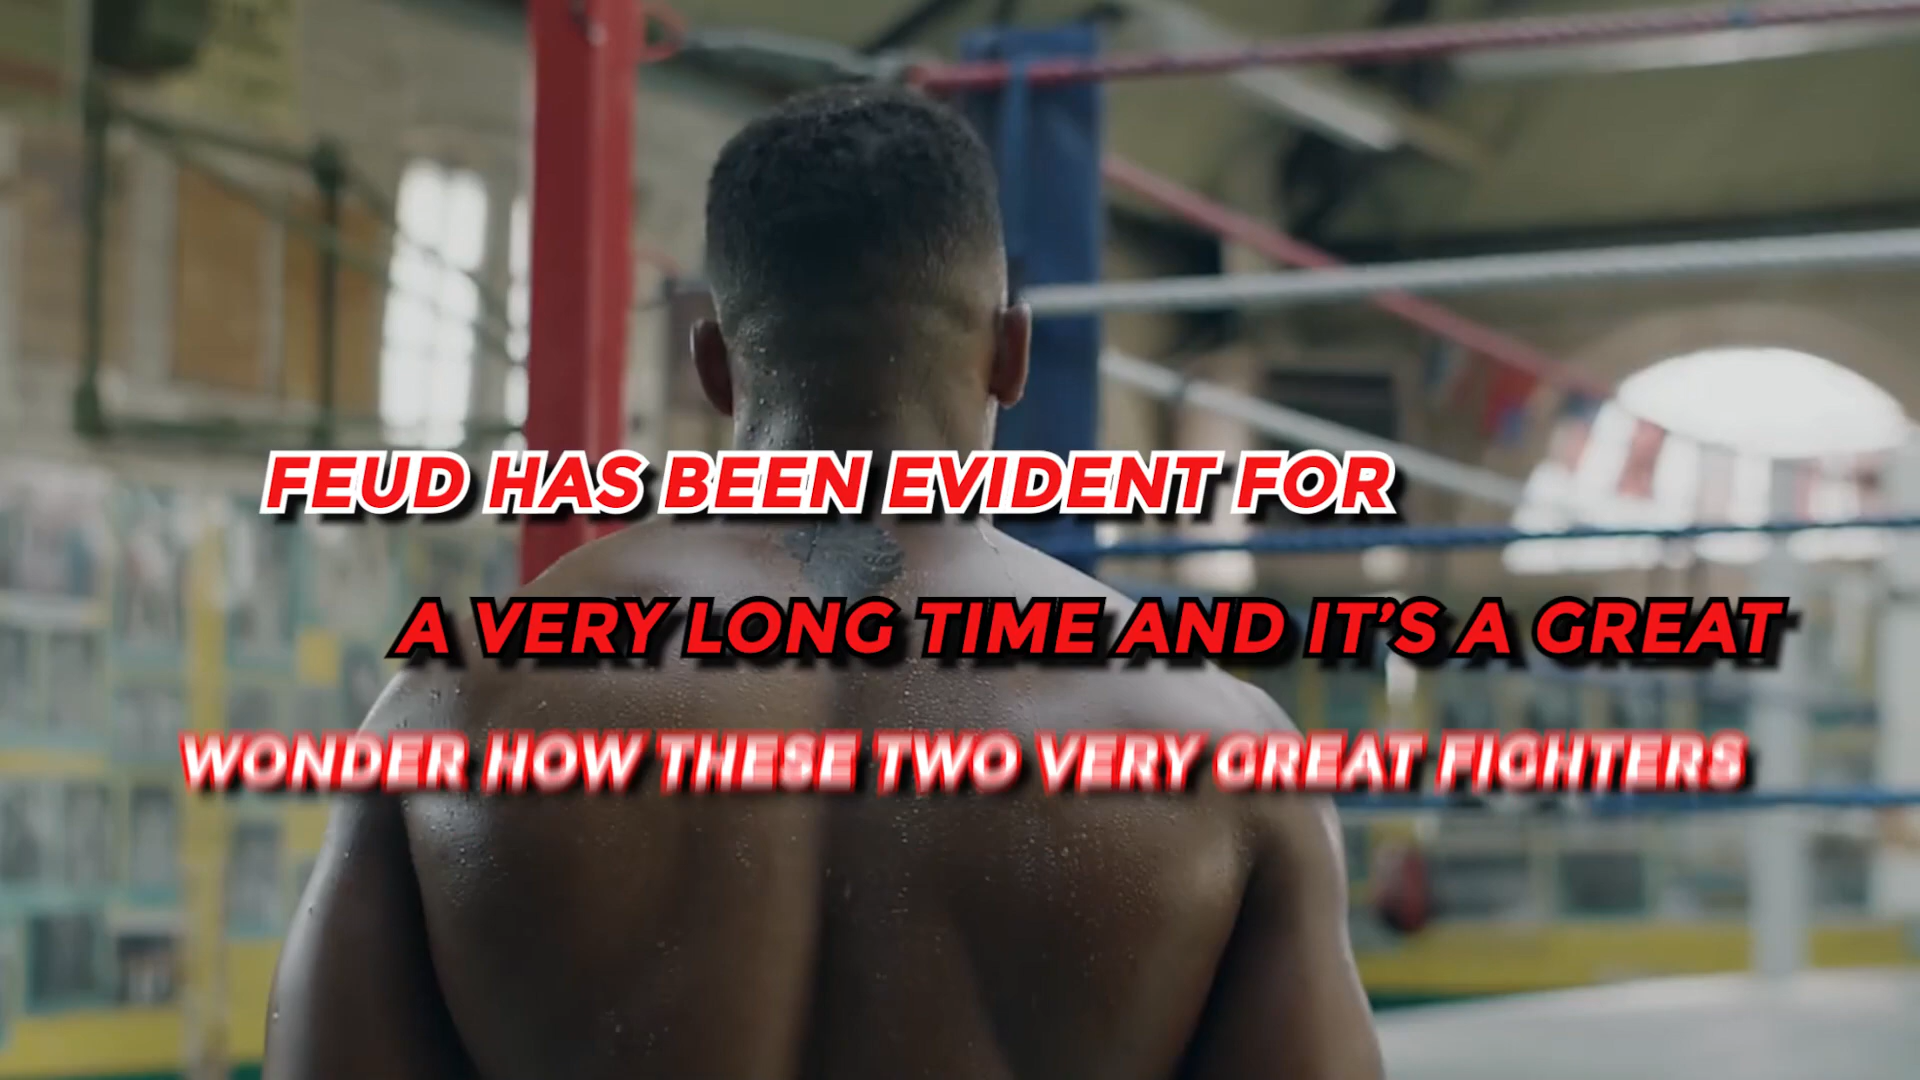 FEUD HAS BEEN EVIDENT FOR
A VERY LONG TIME AND IT'S A GREAT
WONDER HOW THESE TWO VERY GREAT FIGHTERS